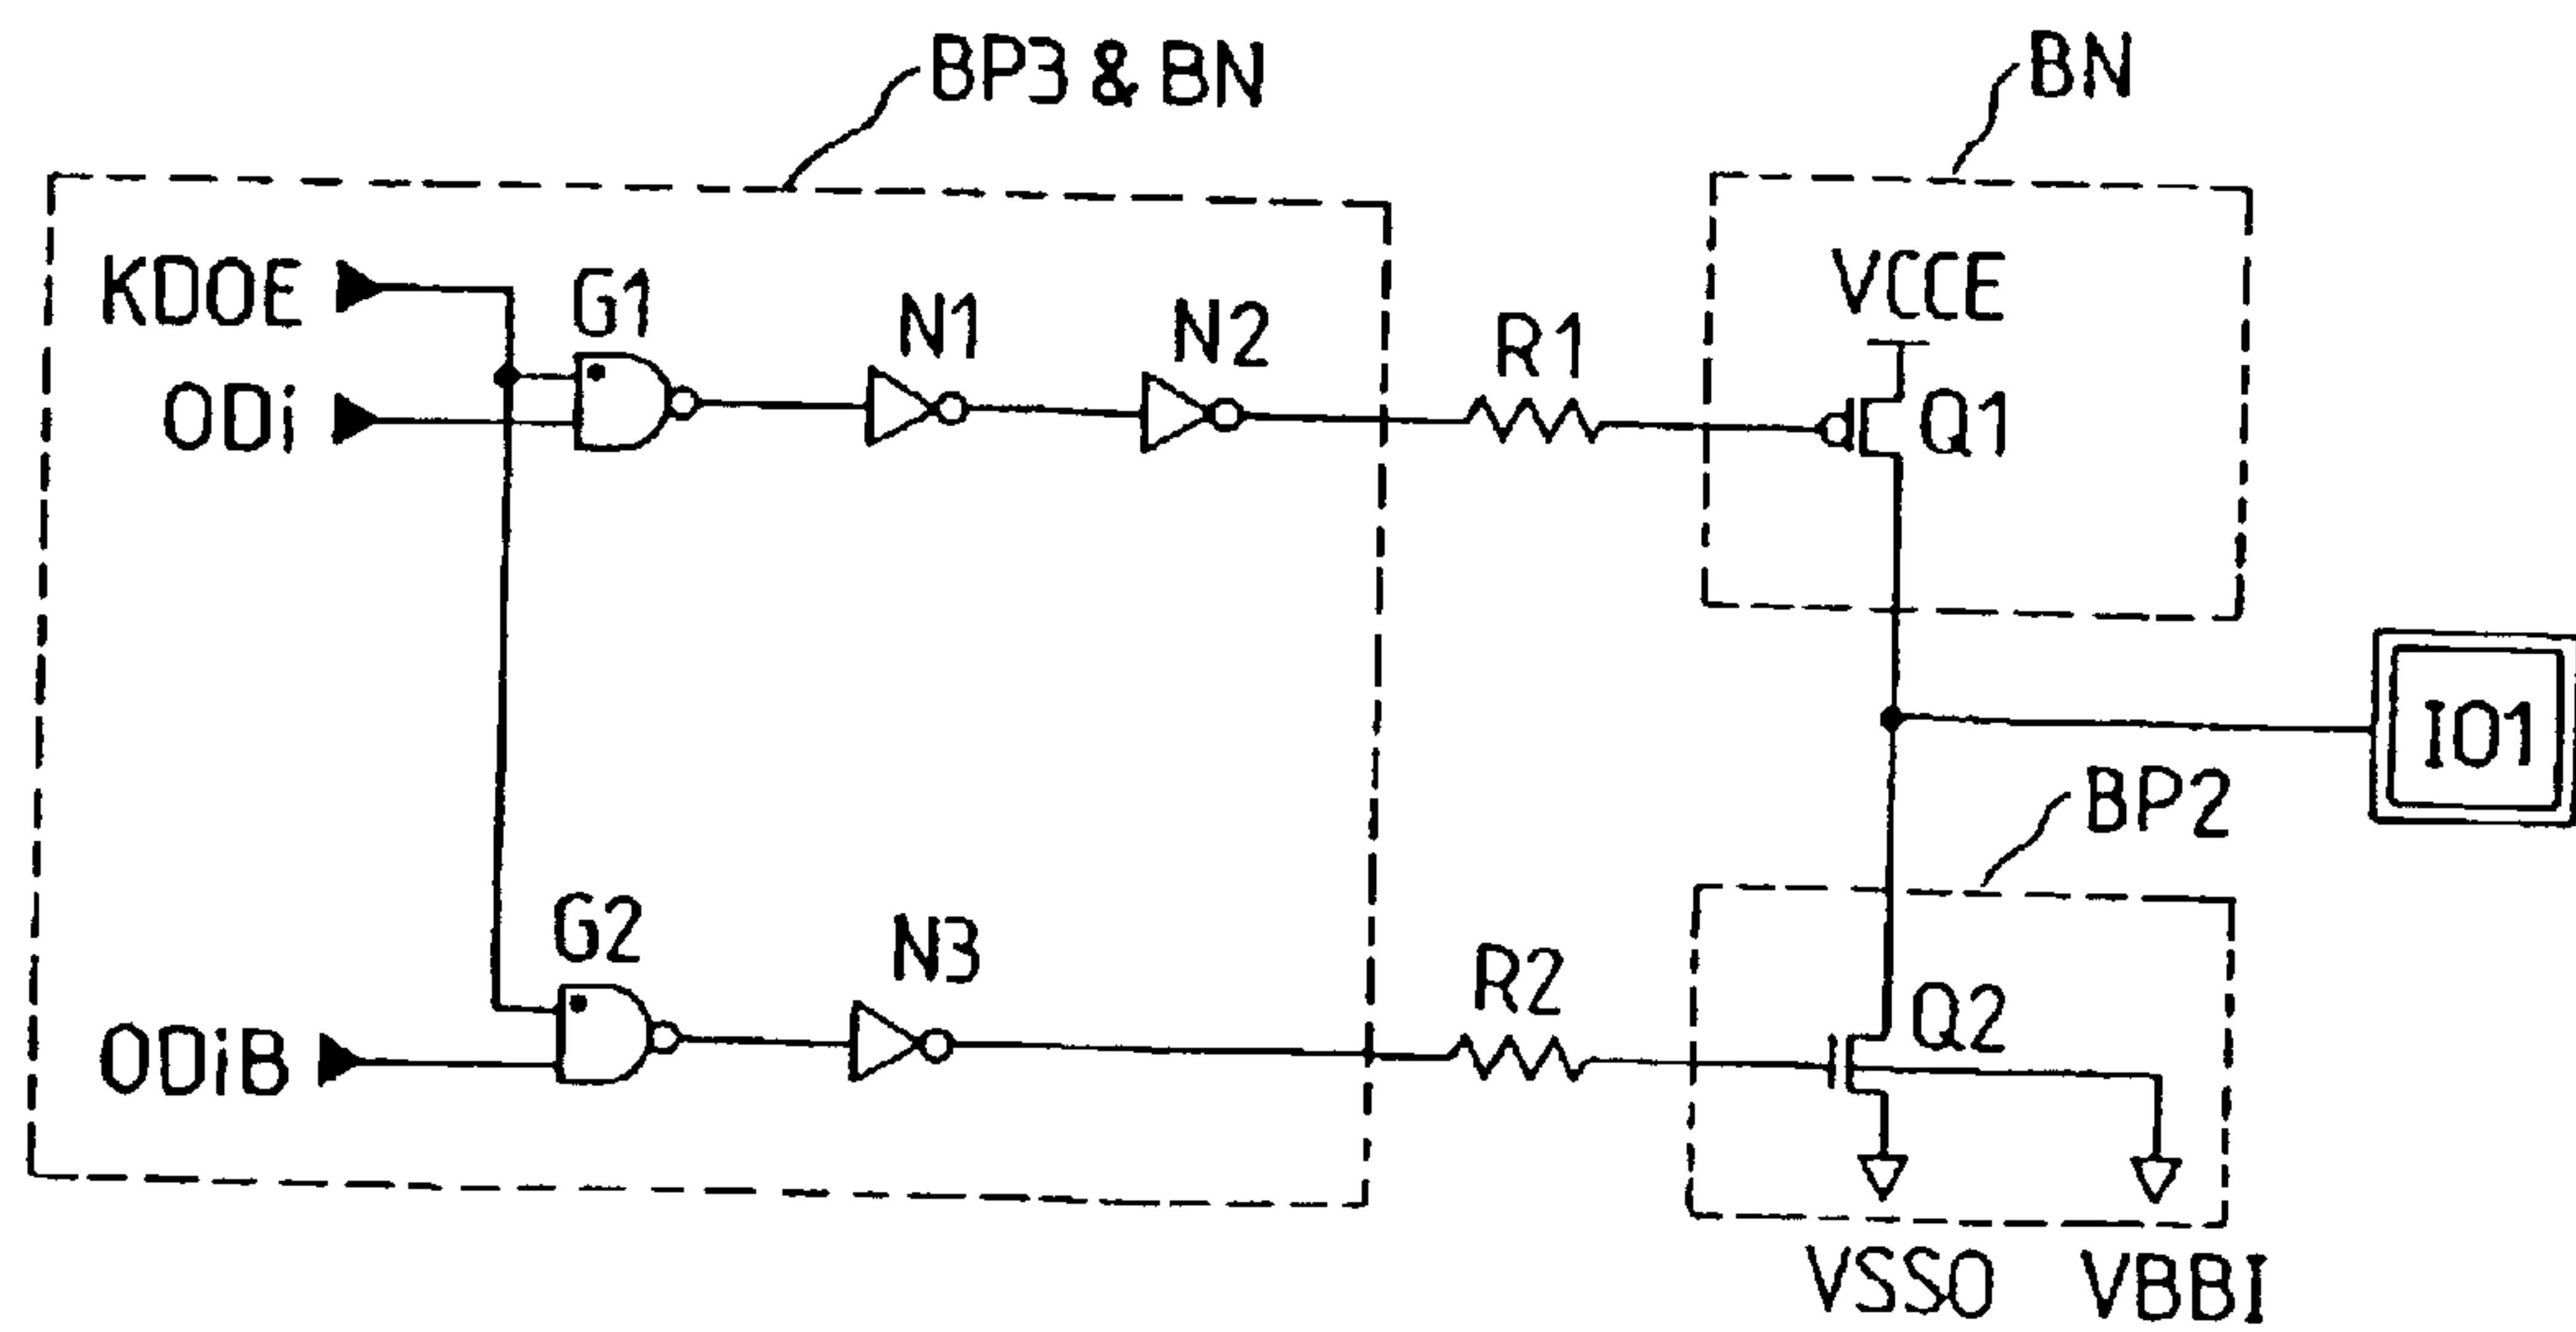 BP3 & BN
BN
KDOE
G1
N1
N2
R1
VCCE
ODi
Q1
IO1
BP2
G2
N3
R2
Q2
ODiB
VSSO
VBBI